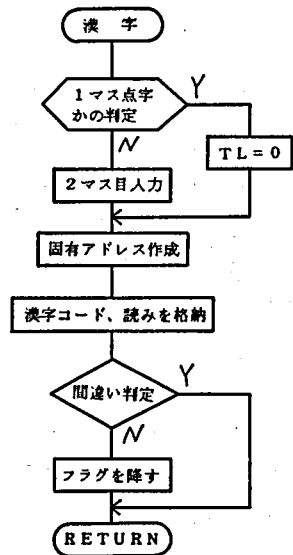 漢字
1マス点字
かの判定
Y
N
TL=0
2マス目入力
固有アドレス作成
漢字コード、読みを格納
間違い判定
Y
N
フラグを降す
RETURN